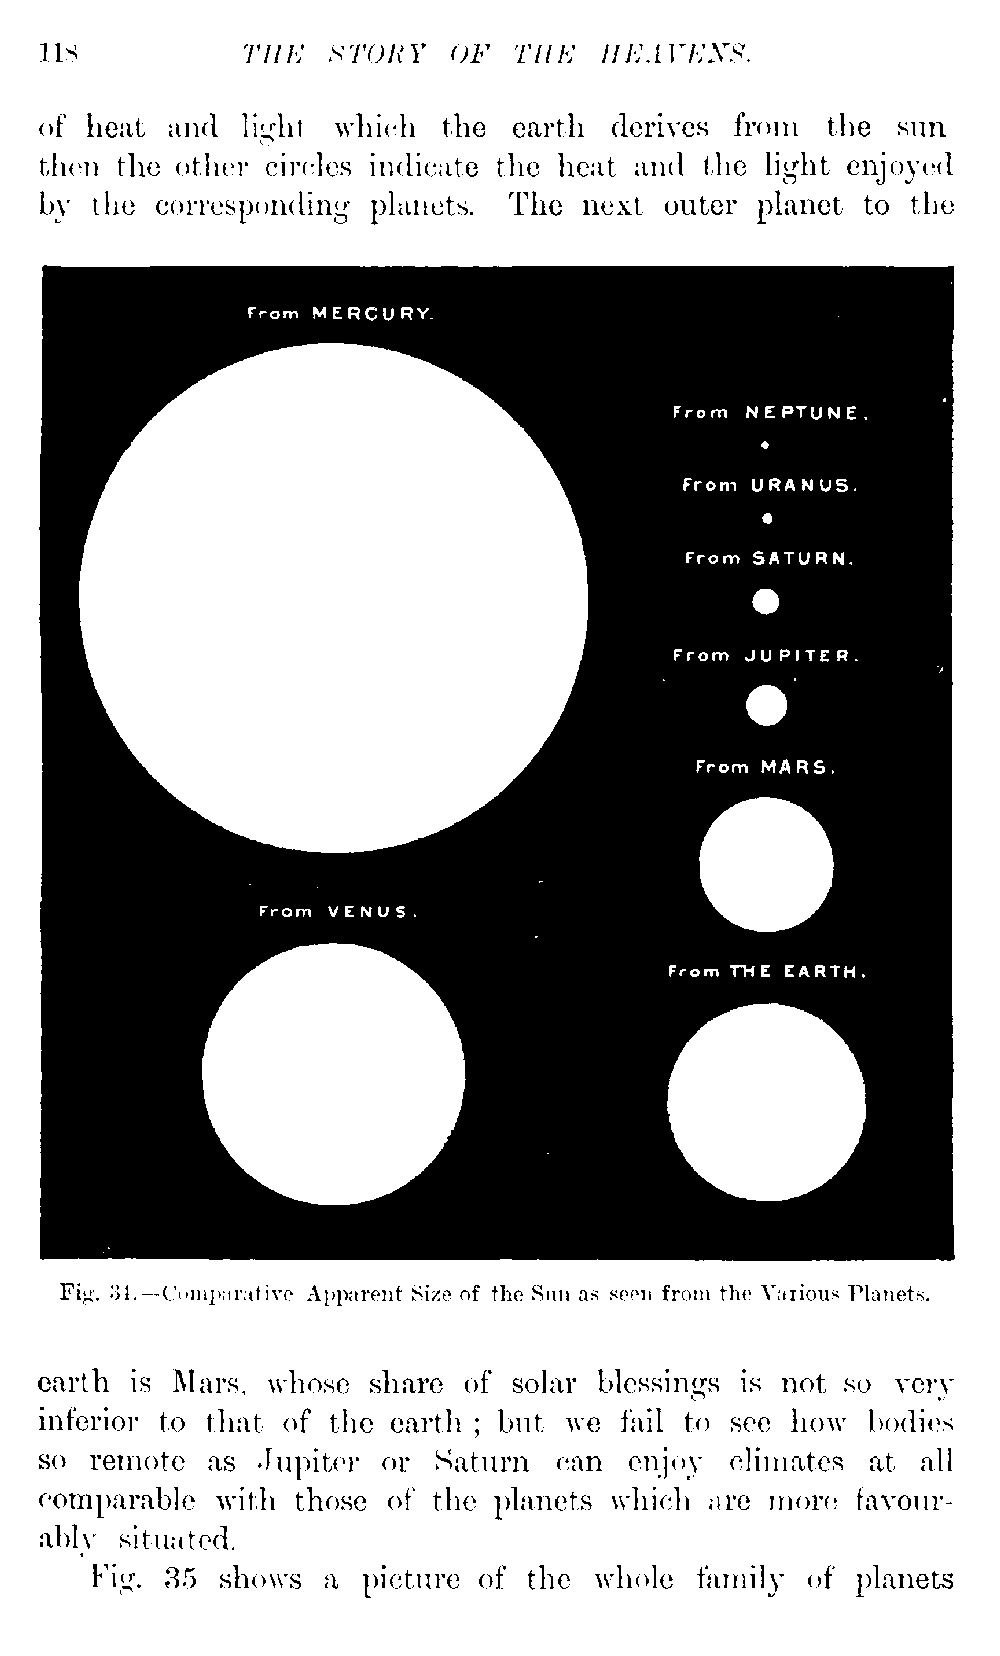 118 THE STORY OF THE HEAVENS.
of heat and light which the earth derives from the sun
then the other circles indicate the heat and the light enjoyed
by the corresponding planets. The next outer planet to the
From MERCURY.
From NEPTUNE.
From URANUS.
From SATURN.
From JUPITER.
From MARS.
From VENUS.
From THE EARTH.
Fig. 34.—Comparative Apparent Size of the Sun as seen from the Various Planets.
earth is Mars, whose share of solar blessings is not so very
inferior to that of the earth; but we fail to see how bodies
so remote as Jupiter or Saturn can enjoy climates at all
comparable with those of the planets which are more favour-
ably situated.
Fig. 35 shows a picture of the whole family of planets